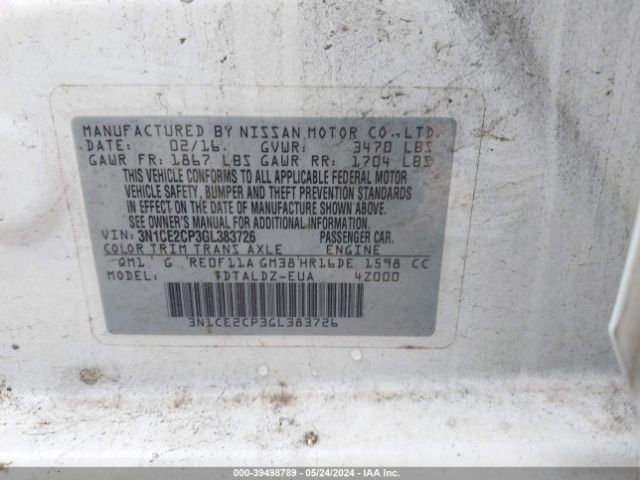 MANUFACTURED BY NISSAN MOTOR CO.,LTD.
DATE: 02/16. GVWR: 3470 LBS
GAWR FR: 1867 LBS GAWR RR: 1704 LBS
THIS VEHICLE CONFORMS TO ALL APPLICABLE FEDERAL MOTOR
VEHICLE SAFETY, BUMPER AND THEFT PREVENTION STANDARDS
IN EFFECT ON THE DATE OF MANUFACTURE SHOWN ABOVE.
SEE OWNER'S MANUAL FOR ADDITIONAL INFORMATION.
VIN: 3N1CE2CP3GL383726 PASSENGER CAR.
COLOR TRIM TRANS AXLE ENGINE
QM1 G RE0F11A GM38 HR16DE 1598 CC
MODEL: TDTALDZ-EUA 4Z000
3N1CE2CP3GL383726
000-39498789 - 05/24/2024 - IAA Inc.